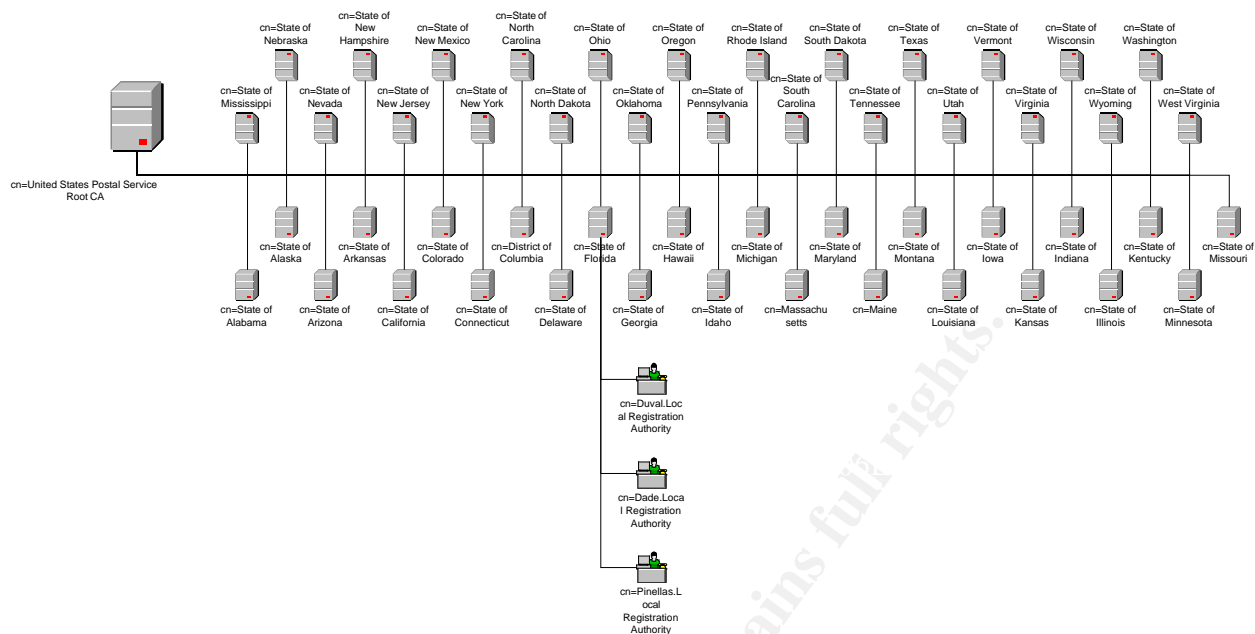 cn=State of
Nebraska
cn=State of
New
Hampshire
cn=State of
New Mexico
cn=State of
North
Carolina
cn=State of
Ohio
cn=State of
Oregon
cn=State of
Rhode Island
cn=State of
South Dakota
cn=State of
Texas
cn=State of
Vermont
cn=State of
Wisconsin
cn=State of
Washington
cn=State of
Mississippi
cn=State of
Nevada
cn=State of
New Jersey
cn=State of
New York
cn=State of
North Dakota
cn=State of
Oklahoma
cn=State of
Pennsylvania
cn=State of
South
Carolina
cn=State of
Tennessee
cn=State of
Utah
cn=State of
Virginia
cn=State of
Wyoming
cn=State of
West Virginia
cn=United States Postal Service
Root CA
cn=State of
Alaska
cn=State of
Arkansas
cn=State of
Colorado
cn=District of
Columbia
cn=State of
Florida
cn=State of
Hawaii
cn=State of
Michigan
cn=State of
Maryland
cn=State of
Montana
cn=State of
Iowa
cn=State of
Indiana
cn=State of
Kentucky
cn=State of
Missouri
cn=State of
Alabama
cn=State of
Arizona
cn=State of
California
cn=State of
Connecticut
cn=State of
Delaware
cn=State of
Georgia
cn=State of
Idaho
cn=Massachu
setts
cn=Maine
cn=State of
Louisiana
cn=State of
Kansas
cn=State of
Illinois
cn=State of
Minnesota
cn=Duval.Loc
al Registration
Authority
cn=Dade.Loca
l Registration
Authority
cn=Pinellas.L
ocal
Registration
Authority
ains full rights.